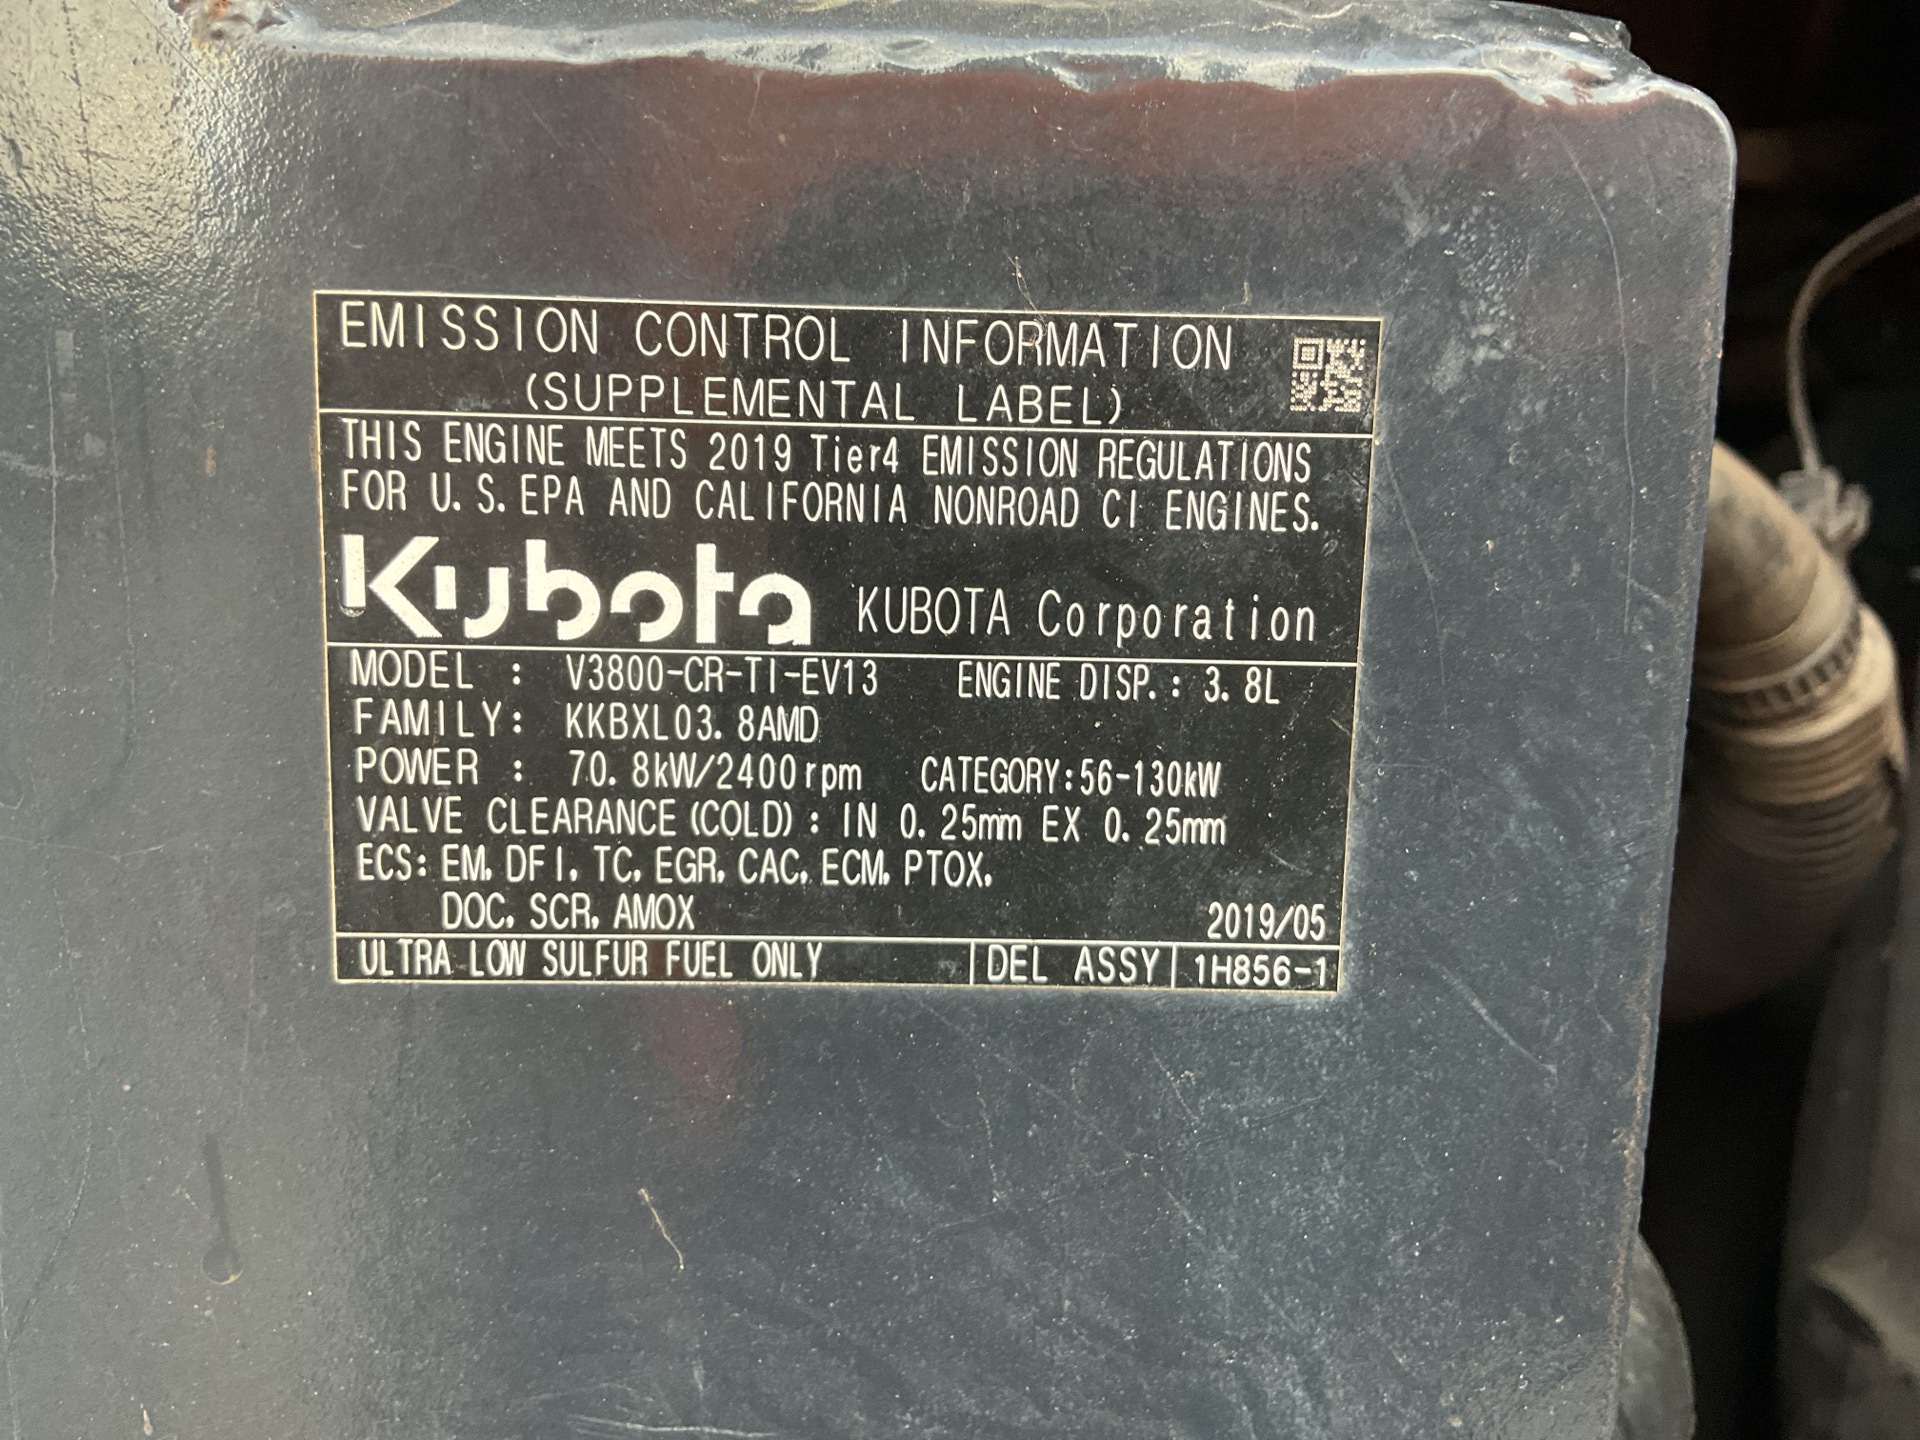 EMISSION CONTROL INFORMATION
(SUPPLEMENTAL LABEL)
THIS ENGINE MEETS 2019 Tier4 EMISSION REGULATIONS
FOR U.S.EPA AND CALIFORNIA NONROAD CI ENGINES.
Kubota KUBOTA Corporation
MODEL : V3800-CR-TI-EV13 ENGINE DISP.: 3.8L
FAMILY: KKBXL03.8AMD
POWER : 70.8kW/2400rpm CATEGORY:56-130kW
VALVE CLEARANCE(COLD): IN 0.25mm EX 0.25mm
ECS: EM, DFI, TC, EGR, CAC, ECM, PTOX,
DOC, SCR, AMOX 2019/05
ULTRA LOW SULFUR FUEL ONLY DEL ASSY 1H856-1